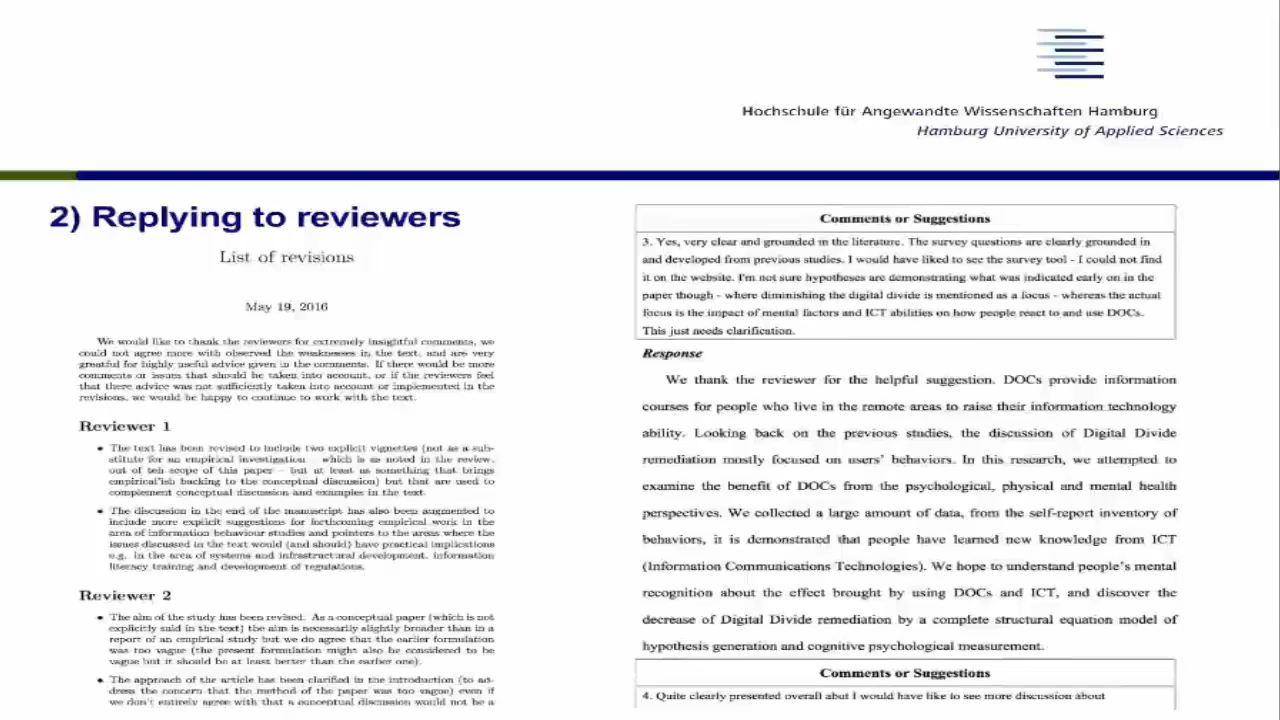 Hochschule für Angewandte Wissenschaften Hamburg
Hamburg University of Applied Sciences
2) Replying to reviewers
List of revisions
May 19, 2016
We would like to thank the reviewers for extremely insightful comments, we
could not agree more with observed the weaknesses in the text, and are very
greatful for highly useful advice given in the comments. If there would be more
comments or issues that should be taken into account, or if the reviewers feel
that there advice was not sufficiently taken into account or implemented in the
revisions, we would be happy to continue to work with the text.
Reviewer 1
• The text has been revised to include two explicit vignettes (not as a sub-
stitute for an empirical investigation – which is as noted in the review,
out of teh scope of this paper – but at least as something that brings
empirical'ish backing to the conceptual discussion) but that are used to
complement conceptual discussion and examples in the text.
• The discussion in the end of the manuscript has also been augmented to
include more explicit suggestions for forthcoming empirical work in the
area of information behaviour studies and pointers to the areas where the
issues discussed in the text would (and should) have practical implications
e.g. in the area of systems and infrastructural development, information
literacy training and development of regulations.
Reviewer 2
• The aim of the study has been revised. As a conceptual paper (which is not
explicitly said in the text) the aim is necessarily slightly broader than in a
report of an empirical study but we do agree that the earlier formulation
was too vague (the present formulation might also be considered to be
vague but it should be at least berter than the earlier one).
• The approach of the article has been clarified in the introduction (to ad-
dress the concern that the method of the paper was too vague) even if
we don't entirely agree with that a conceptual discussion would not be a
Comments or Suggestions
3. Yes, very clear and grounded in the literature. The survey questions are clearly grounded in
and developed from previous studies. I would have liked to see the survey tool - I could not find
it on the website. I'm not sure hypotheses are demonstrating what was indicated early on in the
paper though - where diminishing the digital divide is mentioned as a focus - whereas the actual
focus is the impact of mental factors and ICT abilities on how people react to and use DOCs.
This just needs clarification.
Response
We thank the reviewer for the helpful suggestion. DOCs provide information
courses for people who live in the remote areas to raise their information technology
ability. Looking back on the previous studies, the discussion of Digital Divide
remediation mostly focused on users' behaviors. In this research, we attempted to
examine the benefit of DOCs from the psychological, physical and mental health
perspectives. We collected a large amount of data, from the self-report inventory of
behaviors, it is demonstrated that people have learned new knowledge from ICT
(Information Communications Technologies). We hope to understand people's mental
recognition about the effect brought by using DOCs and ICT, and discover the
decrease of Digital Divide remediation by a complete structural equation model of
hypothesis generation and cognitive psychological measurement.
Comments or Suggestions
4. Quite clearly presented overall abut I would have like to see more discussion about